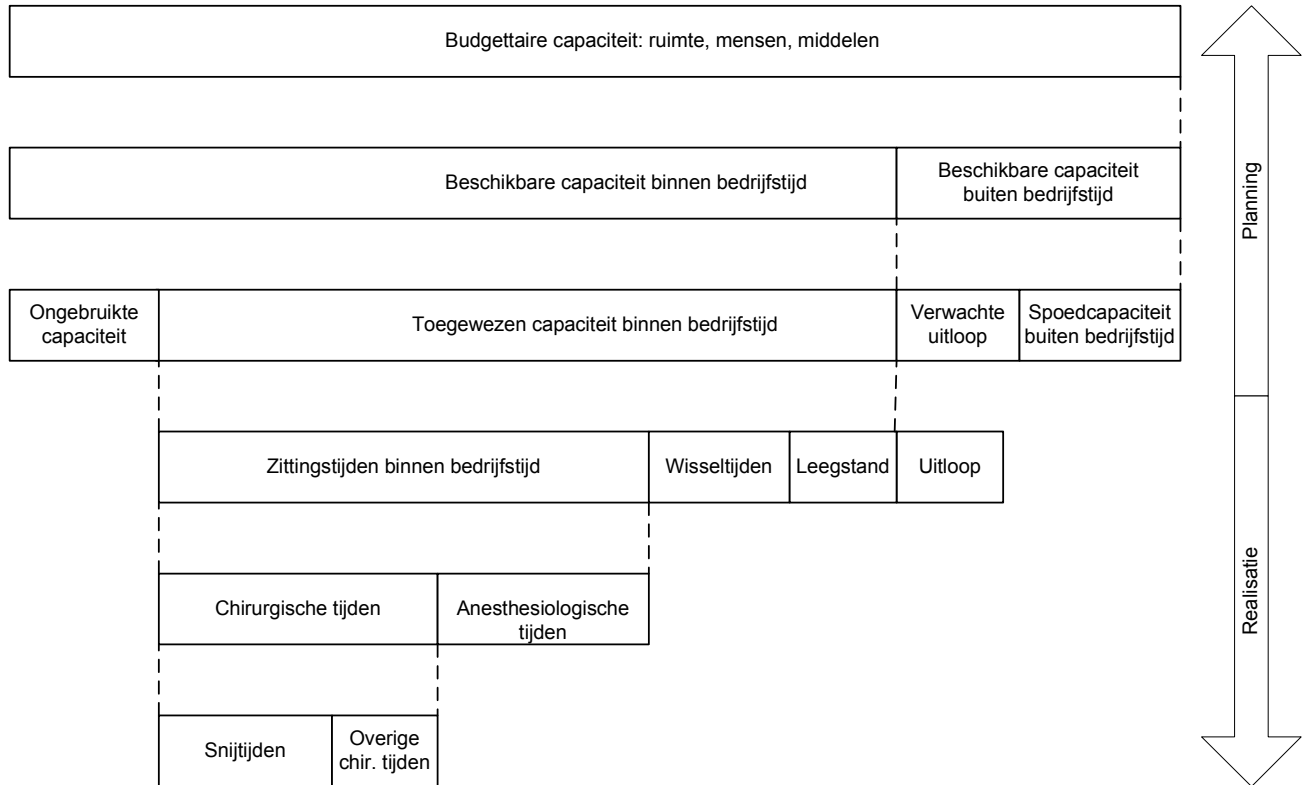 Budgettaire capaciteit: ruimte, mensen, middelen
Beschikbare capaciteit binnen bedrijfstijd
Beschikbare capaciteit
buiten bedrijfstijd
Planning
Ongebruikte
capaciteit
Toegewezen capaciteit binnen bedrijfstijd
Verwachte
uitloop
Spoedcapaciteit
buiten bedrijfstijd
Zittingstijden binnen bedrijfstijd
Wisseltijden
Leegstand
Uitloop
Realisatie
Chirurgische tijden
Anesthesiologische
tijden
Snijtijden
Overige
chir. tijden